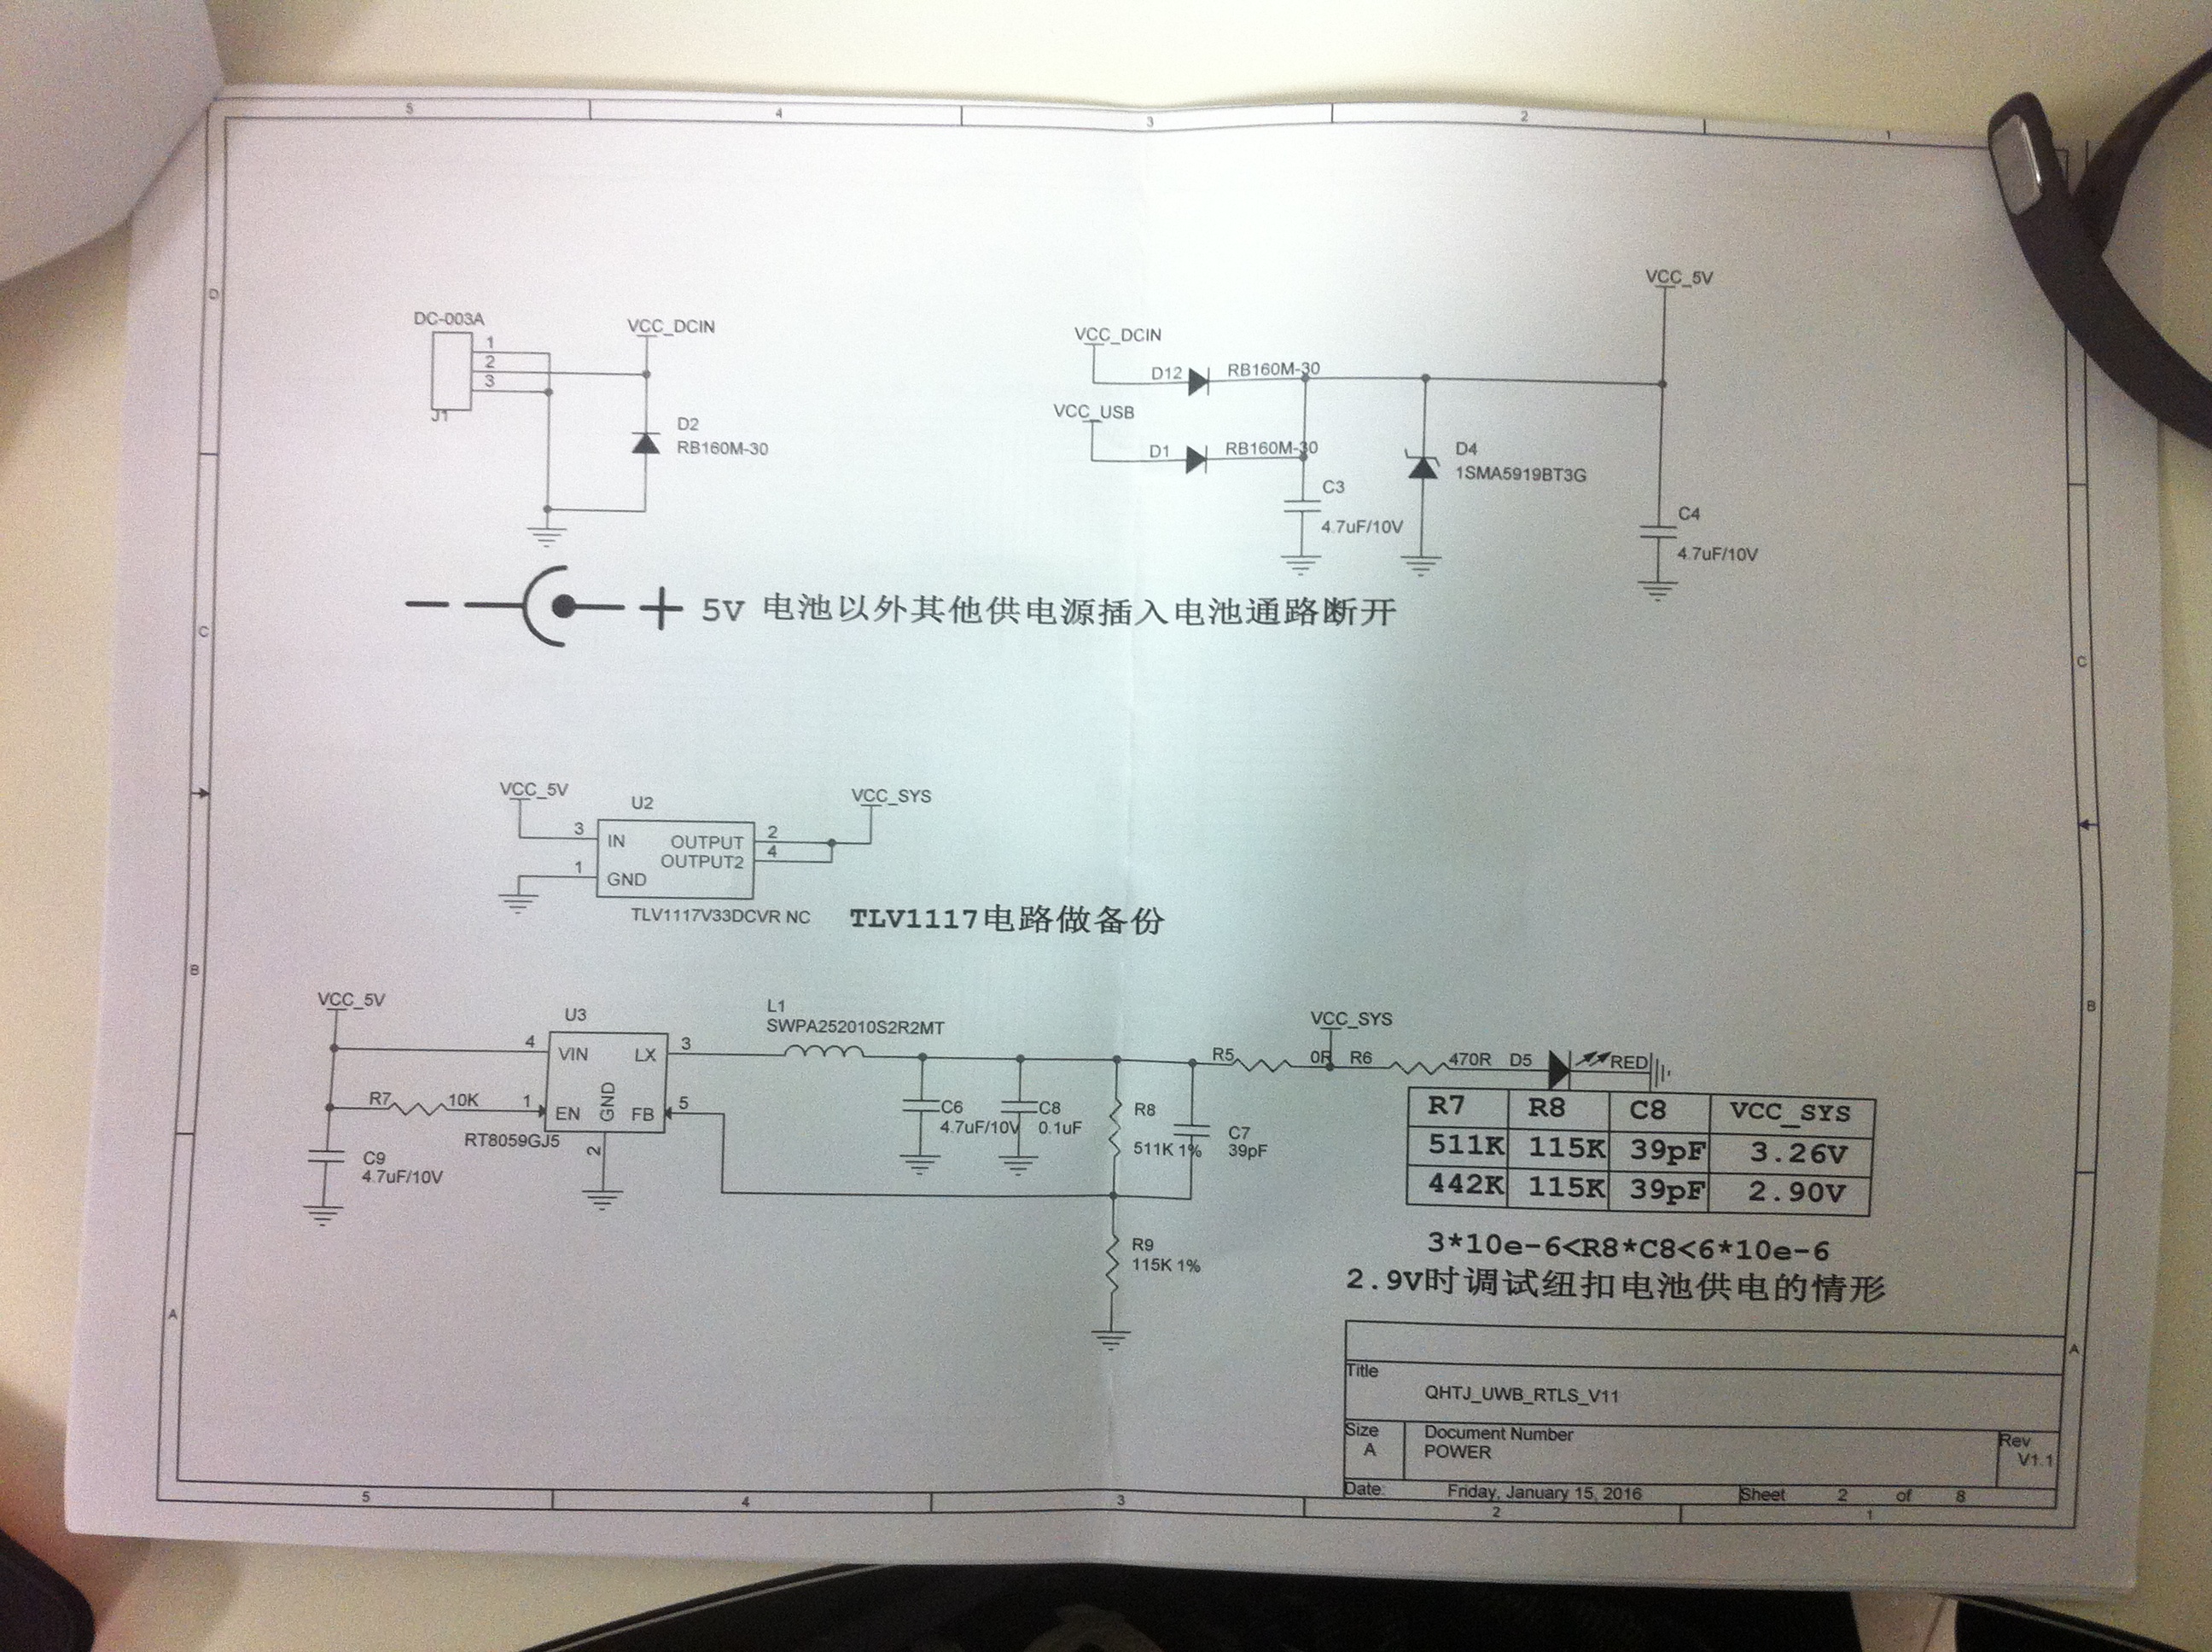 5 4 3 2 1
D
DC-003A
1
2
3
J1
VCC_DCIN
D2
RB160M-30
VCC_DCIN
D12 RB160M-30
VCC_USB
D1 RB160M-30
C3
4.7uF/10V
D4
1SMA5919BT3G
VCC_5V
C4
4.7uF/10V
C C
5V 电池以外其他供电源插入电池通路断开
VCC_5V
U2
VCC_SYS
3 IN OUTPUT 2
OUTPUT2 4
1 GND
TLV1117V33DCVR NC
TLV1117电路做备份
B B
VCC_5V
U3
4 VIN LX 3
R7 10K 1 EN GND FB 5
2
RT8059GJ5
C9
4.7uF/10V
L1
SWPA252010S2R2MT
C6
4.7uF/10V
C8
0.1uF
R8
511K 1%
C7
39pF
R9
115K 1%
VCC_SYS
R5 0R R6 470R D5 RED
R7 R8 C8 VCC_SYS
511K 115K 39pF 3.26V
442K 115K 39pF 2.90V
3*10e-6<R8*C8<6*10e-6
2.9V时调试纽扣电池供电的情形
A A
Title
QHTJ_UWB_RTLS_V11
Size
A
Document Number
POWER
Rev
V1.1
Date: Friday, January 15, 2016 Sheet 2 of 8
5 4 3 2 1